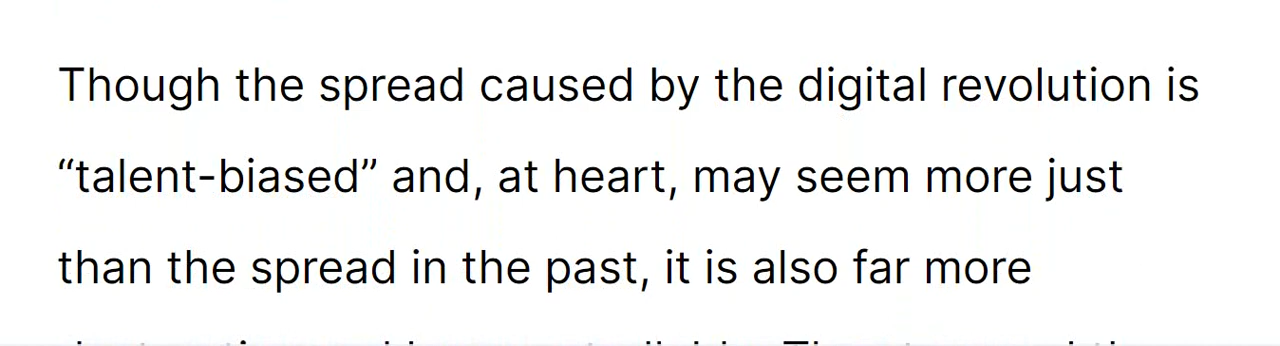 Though the spread caused by the digital revolution is
“talent-biased” and, at heart, may seem more just
than the spread in the past, it is also far more